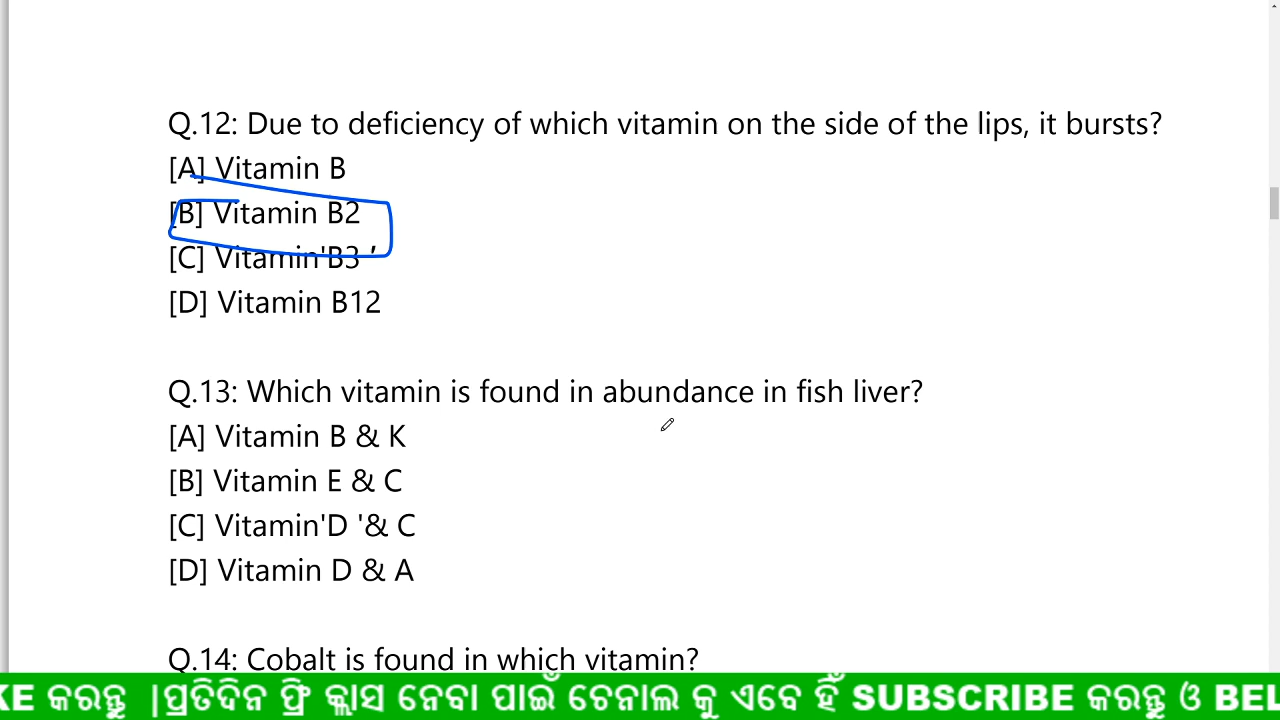 Q.12: Due to deficiency of which vitamin on the side of the lips, it bursts?
[A] Vitamin B
[B] Vitamin B2
[C] Vitamin'B3 ’
[D] Vitamin B12
Q.13: Which vitamin is found in abundance in fish liver?
[A] Vitamin B & K
[B] Vitamin E & C
[C] Vitamin'D '& C
[D] Vitamin D & A
Q.14: Cobalt is found in which vitamin?
KE କରନ୍ତୁ |ପ୍ରତିଦିନ ଫ୍ରି କ୍ଲାସ ନେବା ପାଇଁ ଚେନାଲ କୁ ଏବେ ହିଁ SUBSCRIBE କରନ୍ତୁ ଓ BEL